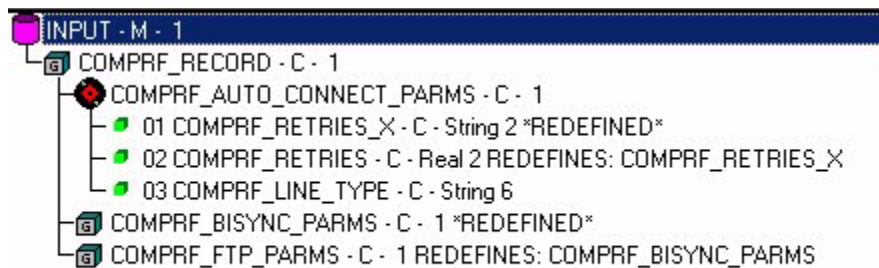 INPUT - M - 1
COMPRF_RECORD - C - 1
COMPRF_AUTO_CONNECT_PARMS - C - 1
01 COMPRF_RETRIES_X - C - String 2 *REDEFINED*
02 COMPRF_RETRIES - C - Real 2 REDEFINES: COMPRF_RETRIES_X
03 COMPRF_LINE_TYPE - C - String 6
G COMPRF_BISYNC_PARMS - C - 1 *REDEFINED*
G COMPRF_FTP_PARMS - C - 1 REDEFINES: COMPRF_BISYNC_PARMS